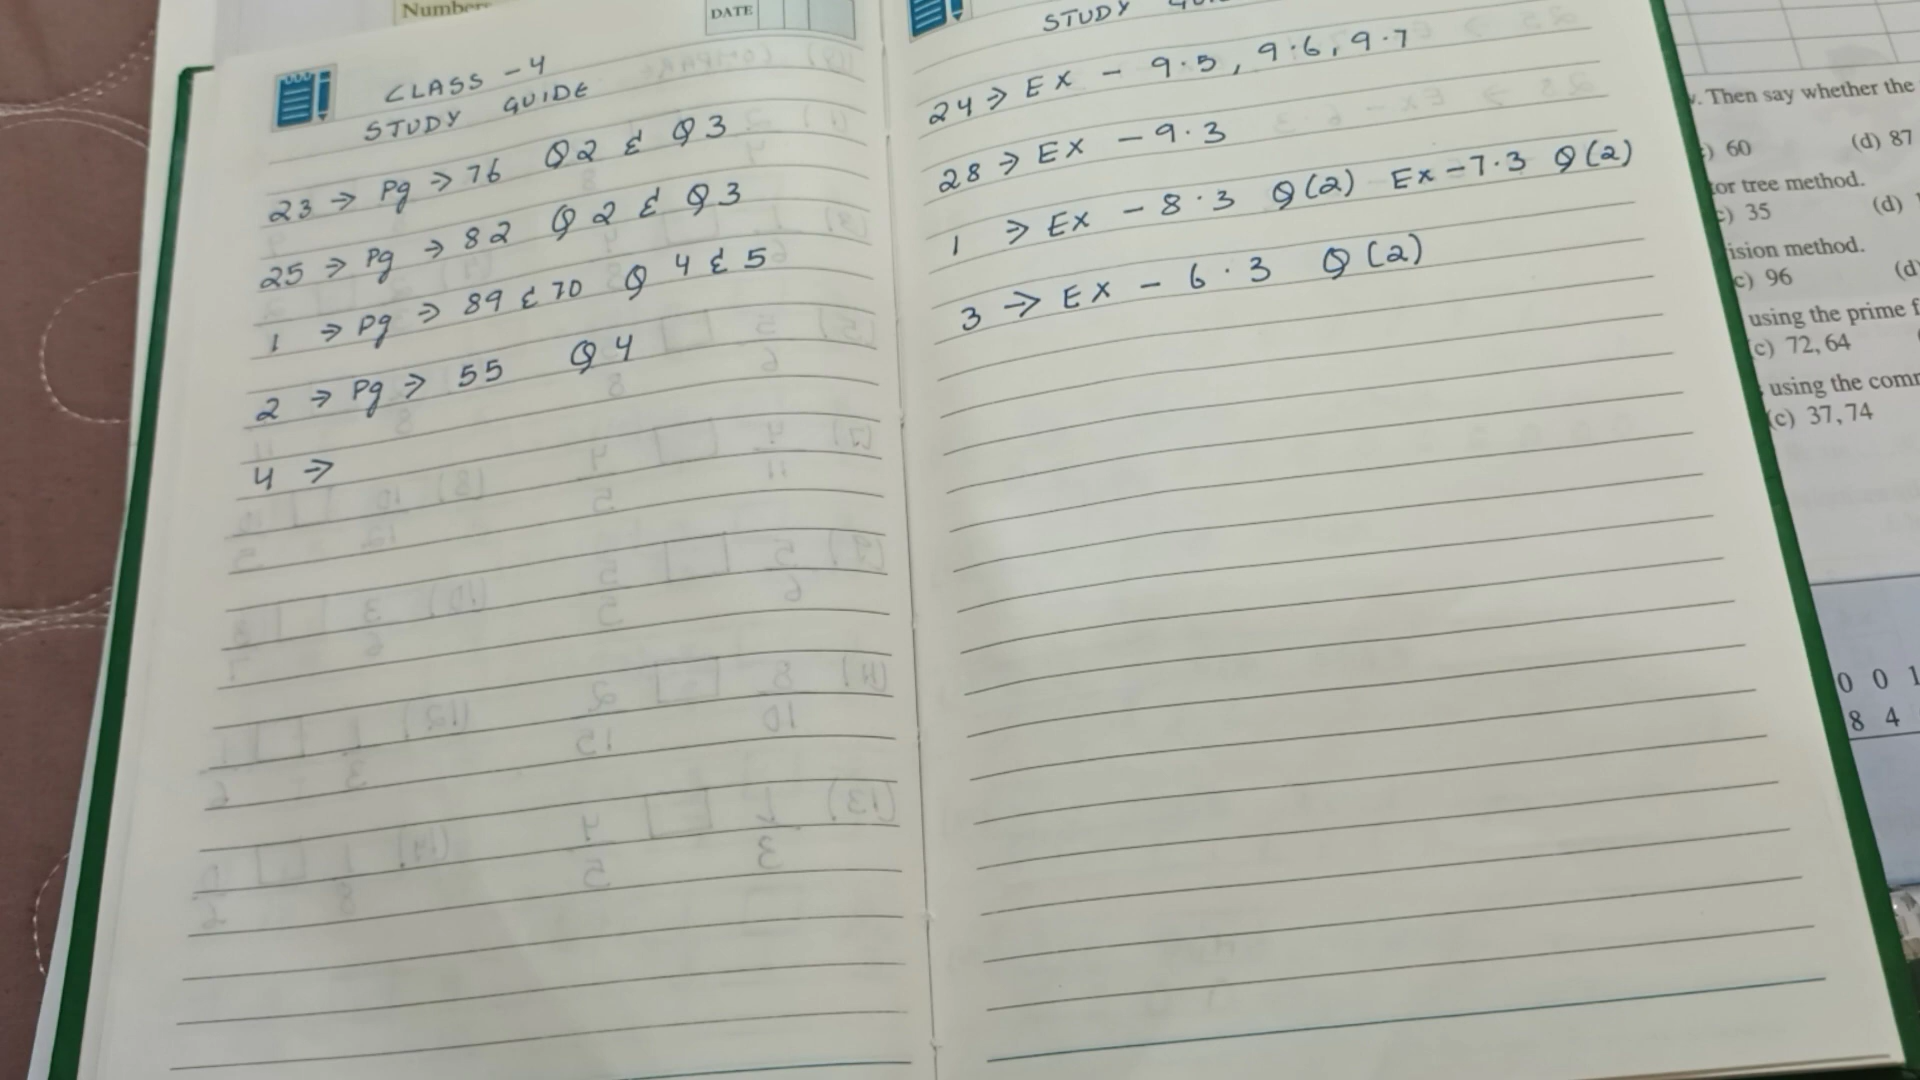 Number
DATE
CLASS - 4
STUDY GUIDE
23 → Pg → 76 Q2 & Q3
25 → Pg → 82 Q2 & Q3
1 → Pg → 89 & 70 Q 4 & 5
2 → Pg → 55 Q4
4 →
STUDY
24 → EX - 9.5, 9.6, 9.7
28 → EX - 9.3
1 → EX - 8.3 Q(2) EX-7.3 Q(2)
3 → EX - 6.3 Q(2)
. Then say whether the
) 60 (d) 87
tor tree method.
c) 35 (d)
ision method.
c) 96 (d)
using the prime f
c) 72, 64
using the comm
(c) 37, 74
0 0 1
8 4